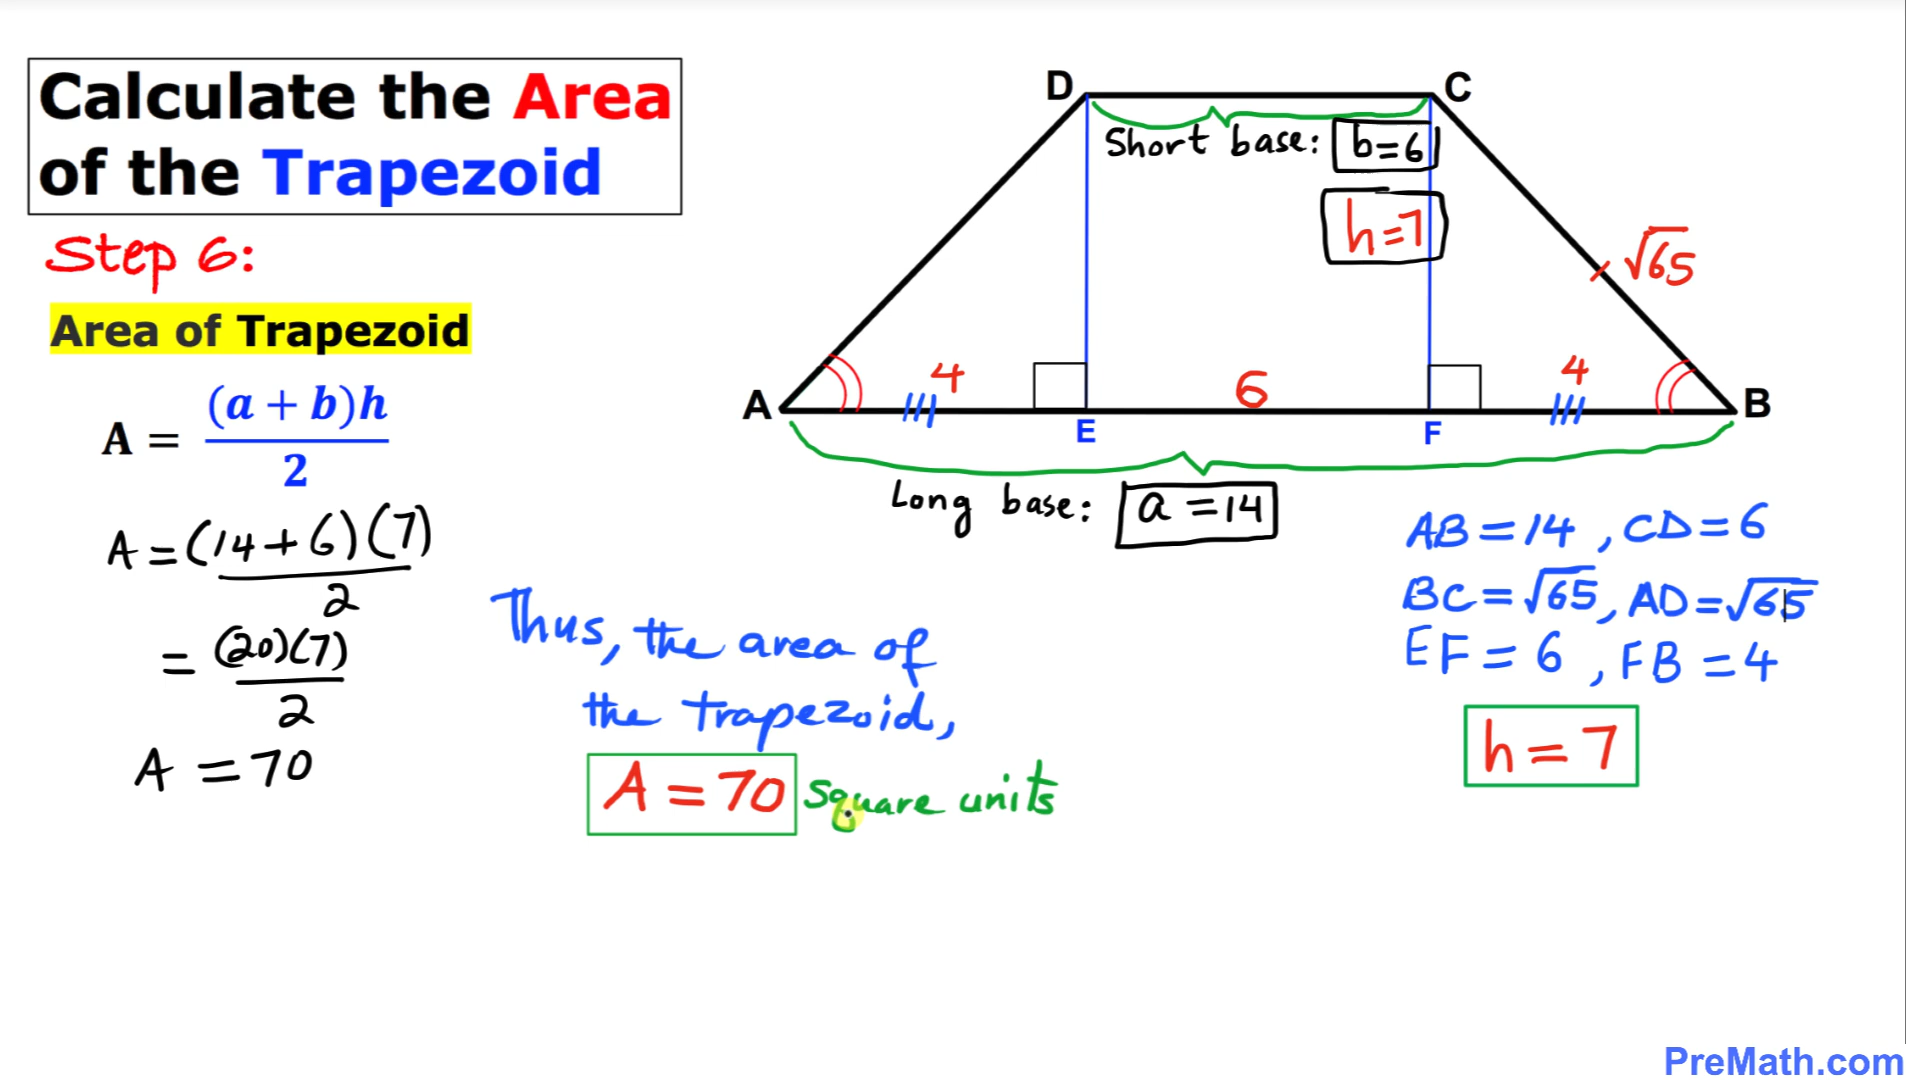 Calculate the Area
of the Trapezoid
Step 6:
Area of Trapezoid
A = (a + b)h / 2
A = (14 + 6)(7) / 2
= (20)(7) / 2
A = 70
Thus, the area of
the trapezoid,
A = 70 square units
D C
Short base: b=6
h=7
√65
4 6 4
A B
E F
Long base: a = 14
AB = 14 , CD = 6
BC = √65, AD = √65
EF = 6 , FB = 4
h = 7
PreMath.com